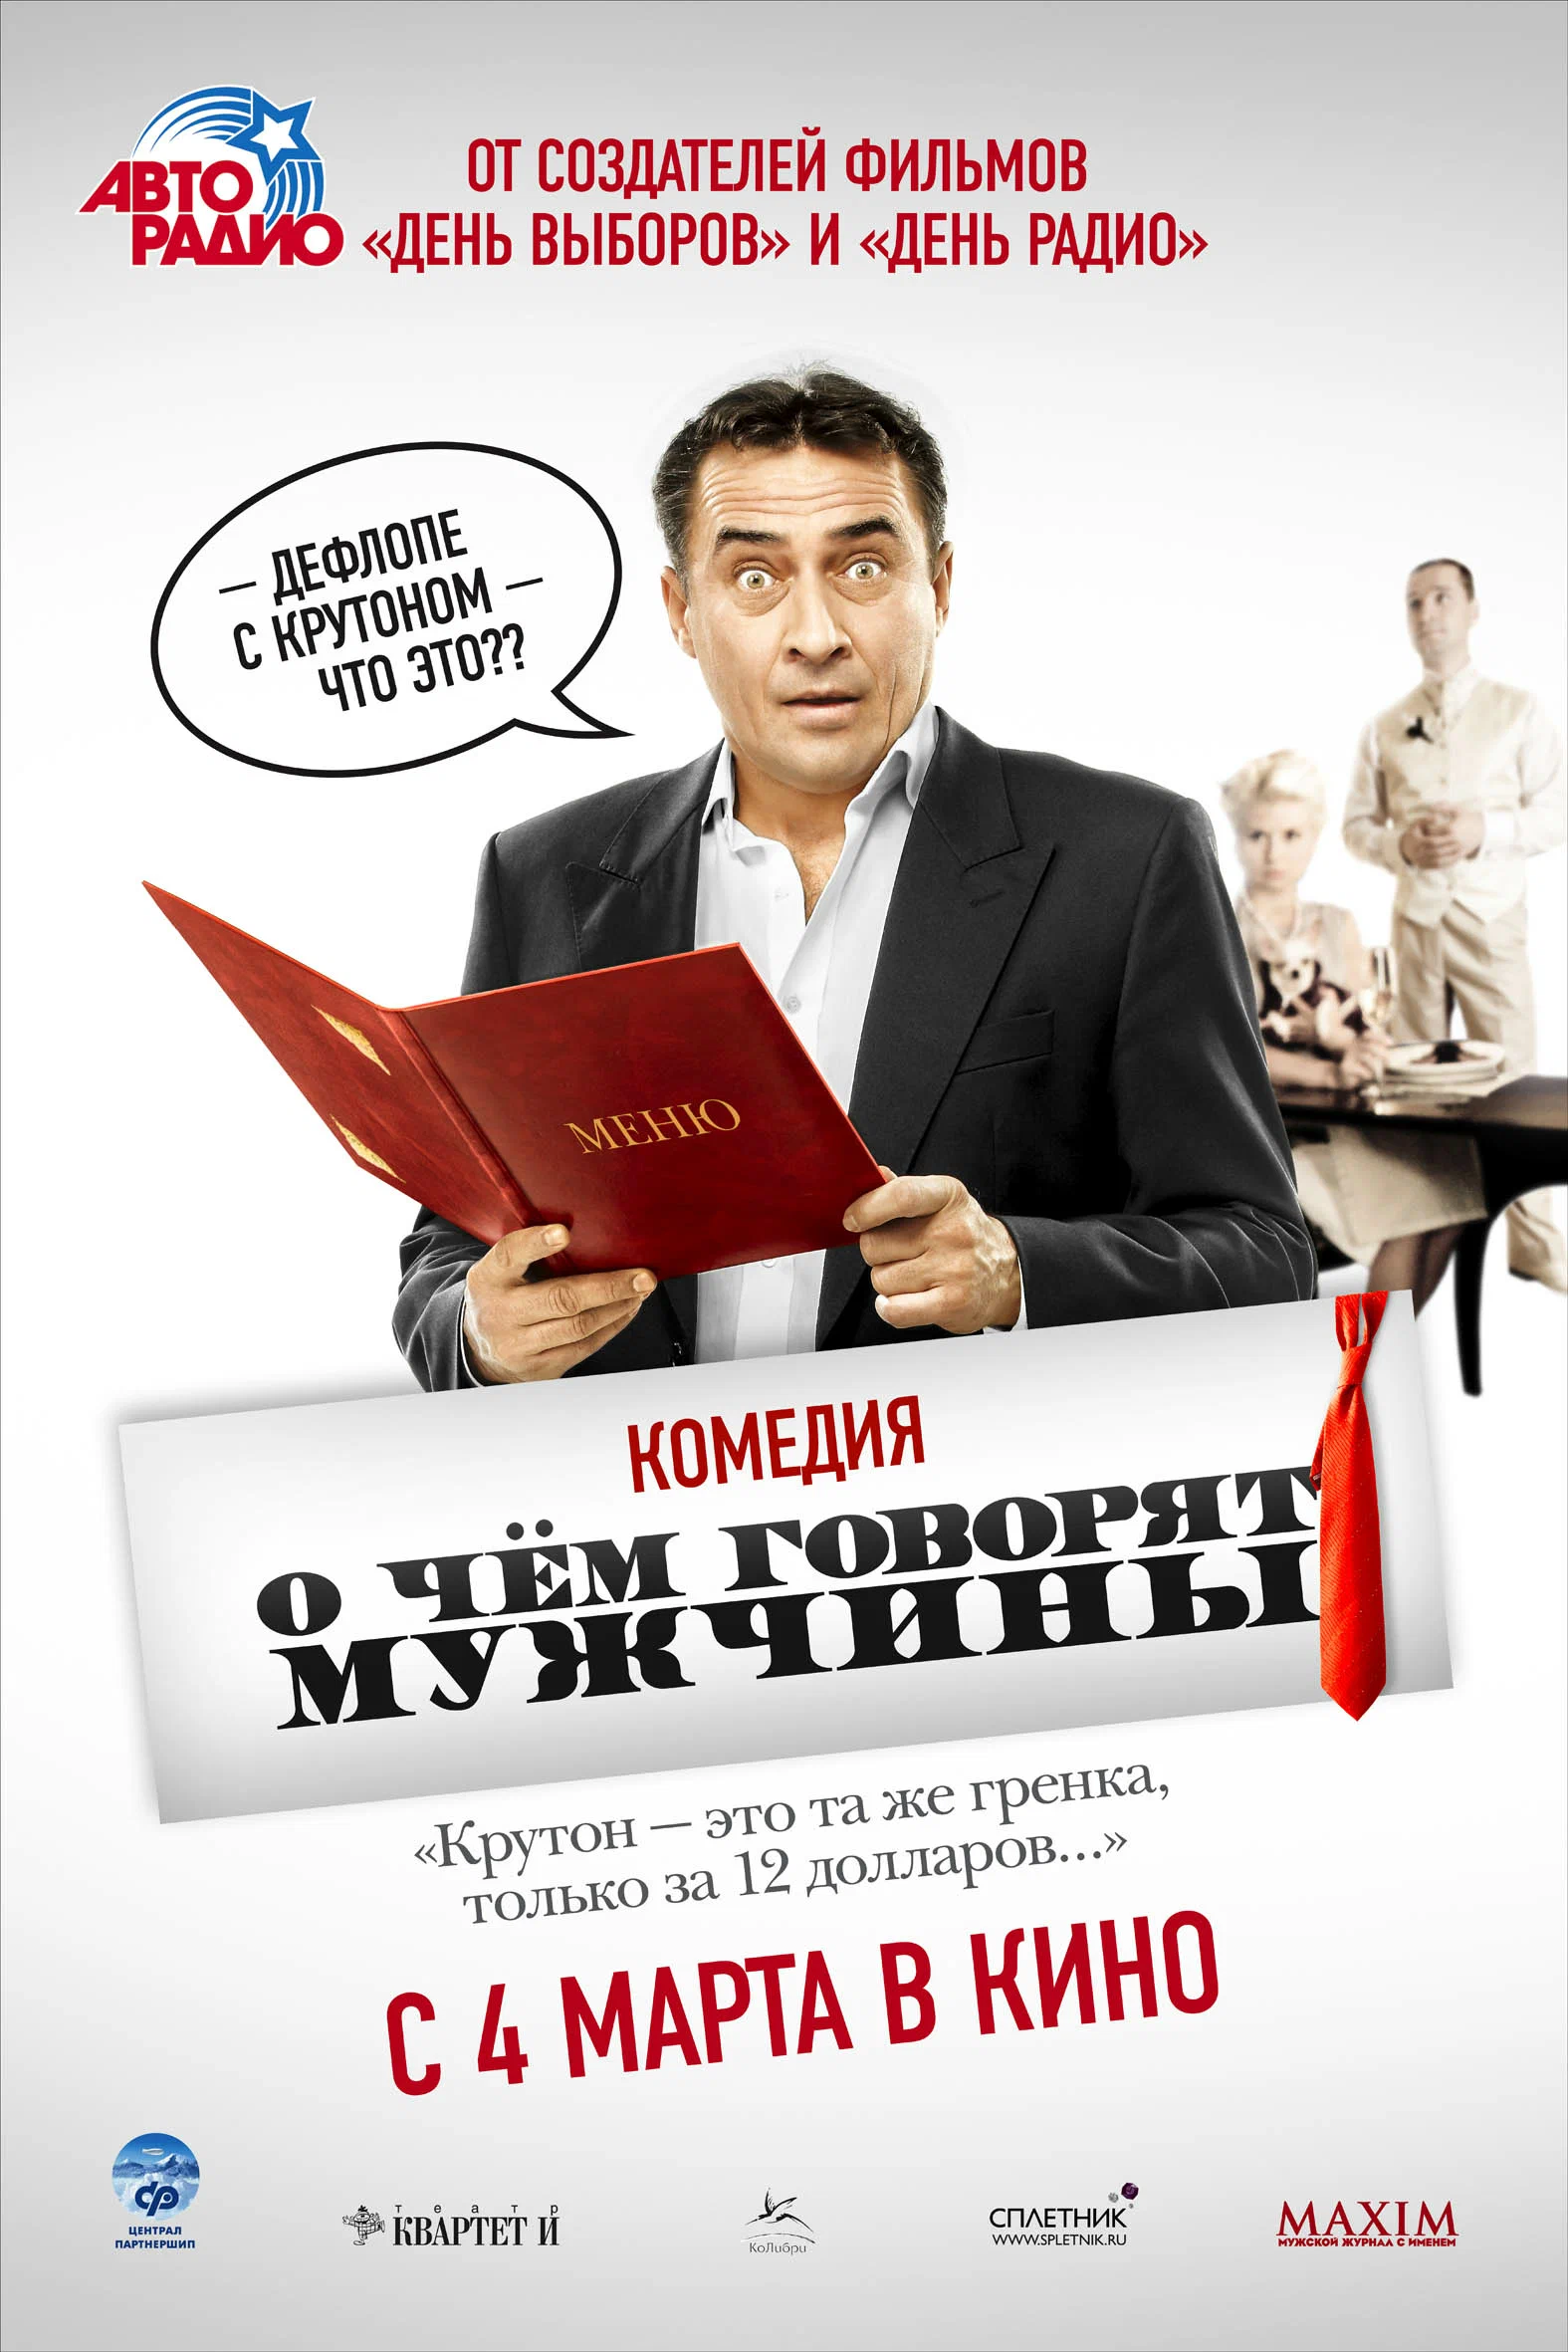 АВТО
РАДИО
ОТ СОЗДАТЕЛЕЙ ФИЛЬМОВ
«ДЕНЬ ВЫБОРОВ» И «ДЕНЬ РАДИО»
– ДЕФЛОПЕ
С КРУТОНОМ –
ЧТО ЭТО??
МЕНЮ
КОМЕДИЯ
О ЧЁМ ГОВОРЯТ
МУЖЧИНЫ
«Крутон – это та же гренка,
только за 12 долларов...»
С 4 МАРТА В КИНО
ЦЕНТРАЛ
ПАРТНЕРШИП
театр
КВАРТЕТ И
КоЛибри
СПЛЕТНИК
WWW.SPLETNIK.RU
MAXIM
МУЖСКОЙ ЖУРНАЛ С ИМЕНЕМ